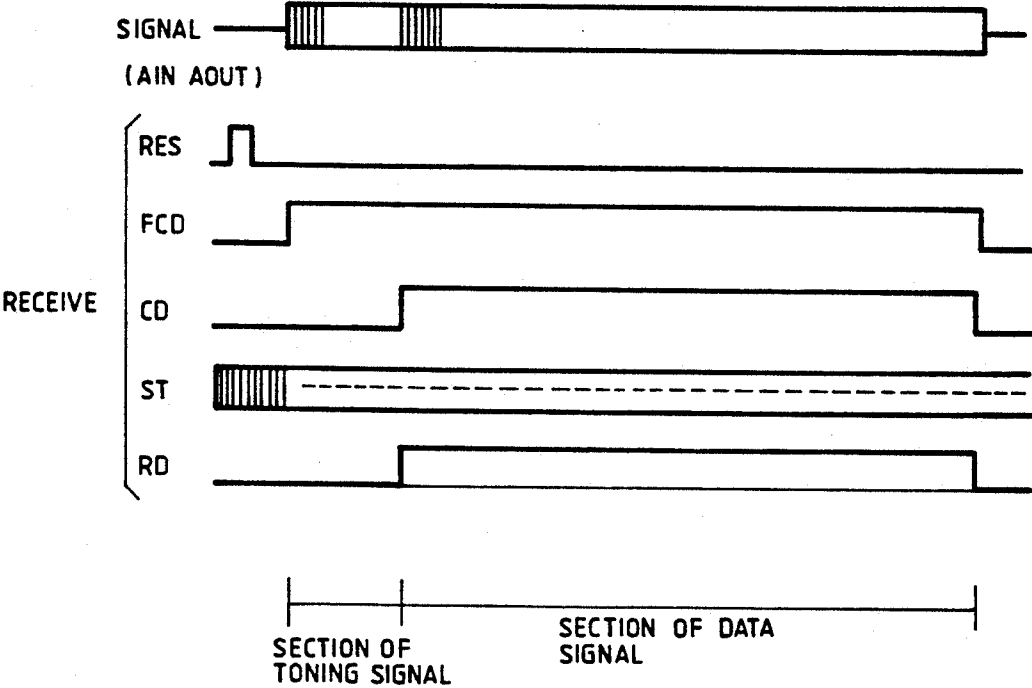 SIGNAL
(AIN AOUT)
RES
FCD
RECEIVE
CD
ST
RD
SECTION OF
TONING SIGNAL
SECTION OF DATA
SIGNAL